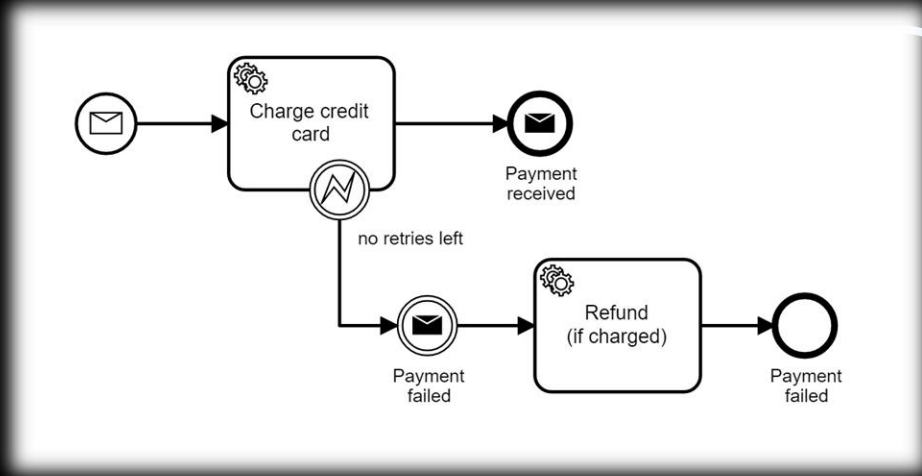 Charge credit
card
Payment
received
no retries left
Refund
(if charged)
Payment
failed
Payment
failed